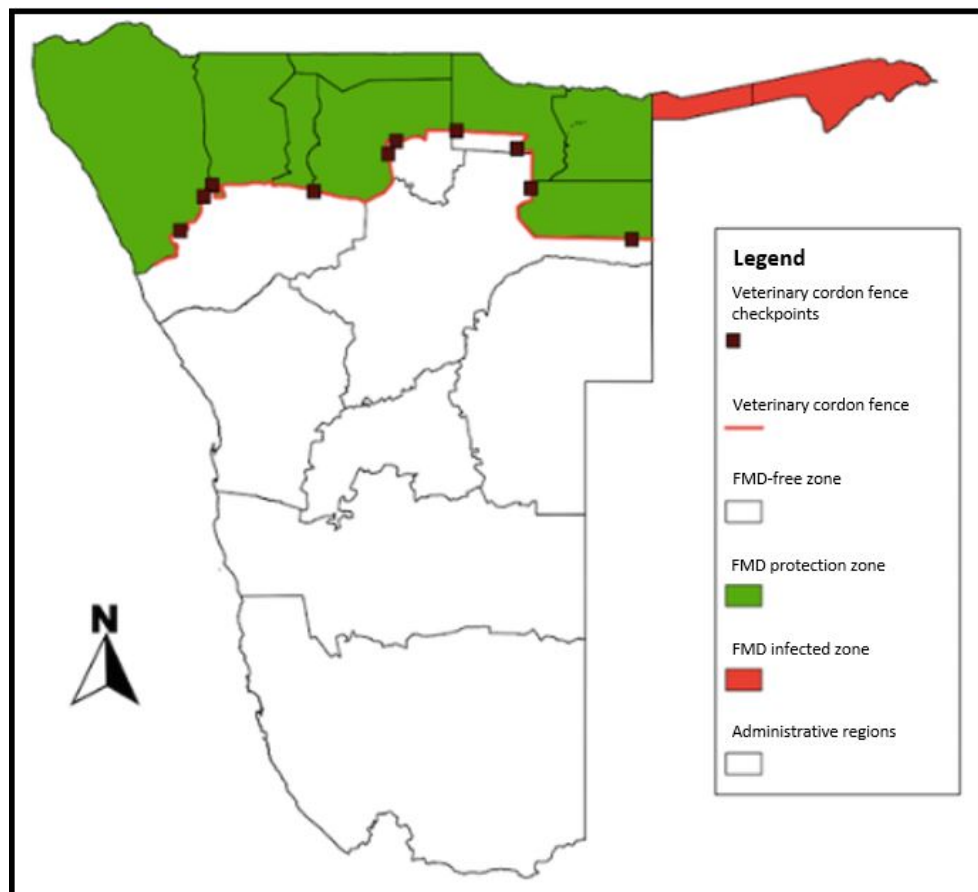 N
Legend
Veterinary cordon fence
checkpoints
Veterinary cordon fence
FMD-free zone
FMD protection zone
FMD infected zone
Administrative regions